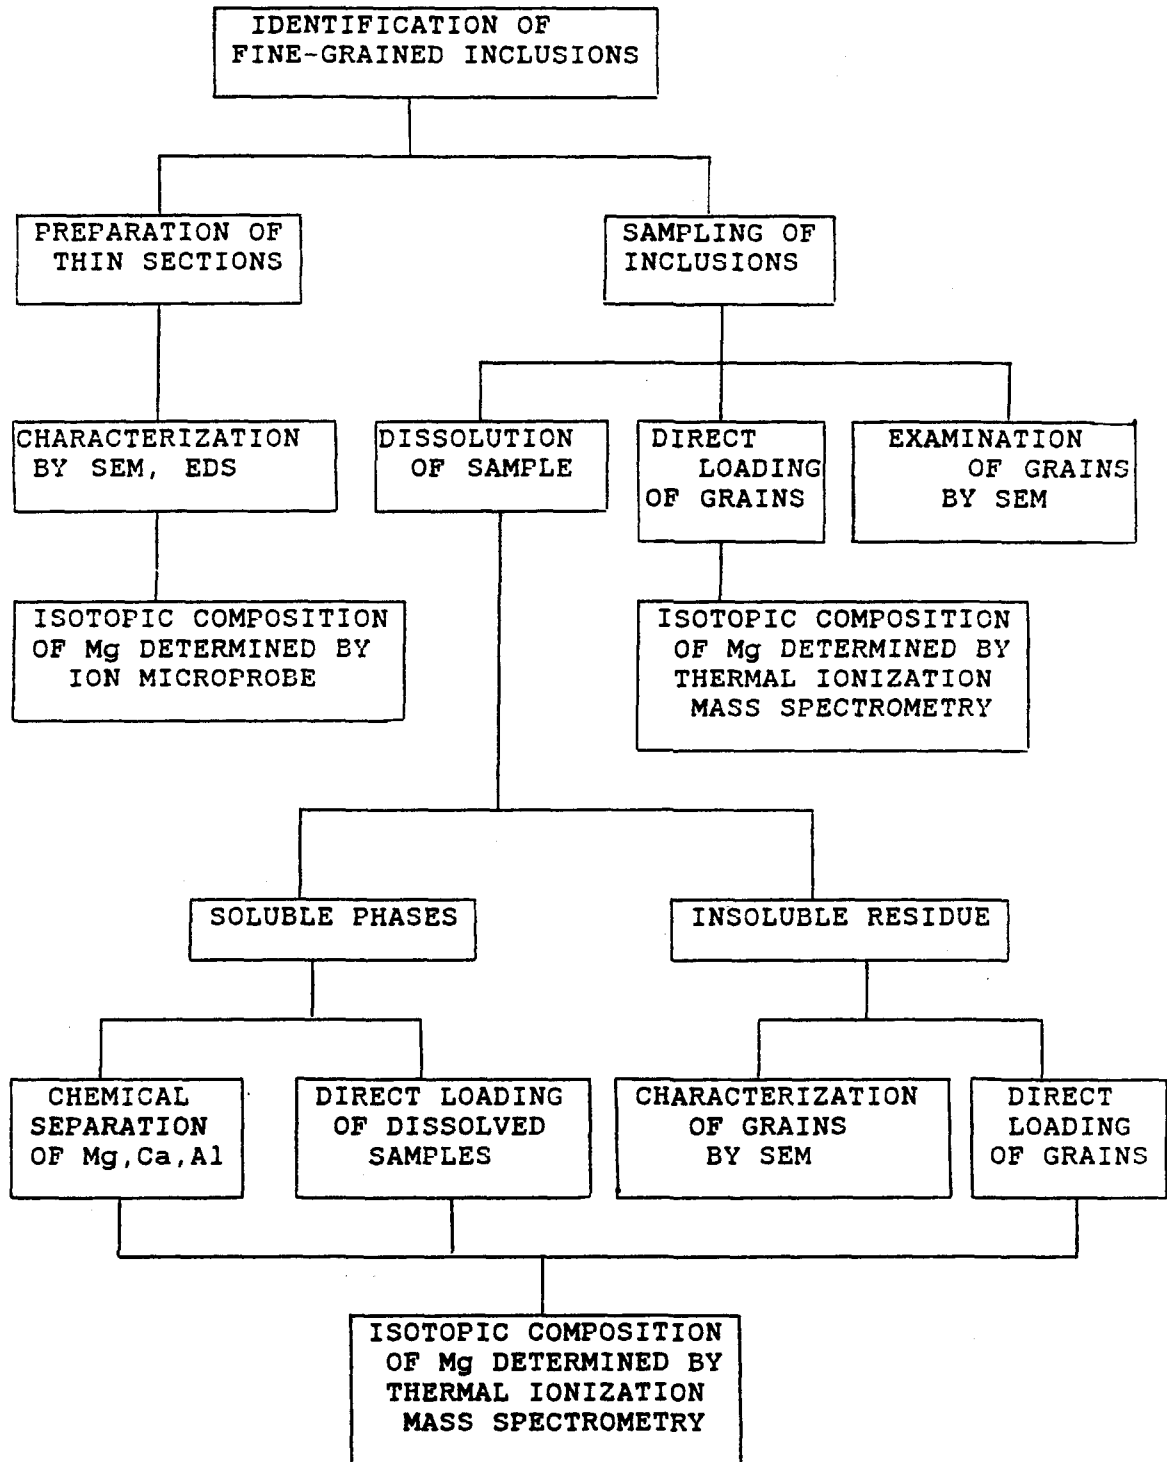 IDENTIFICATION OF
FINE-GRAINED INCLUSIONS
PREPARATION OF
THIN SECTIONS
SAMPLING OF
INCLUSIONS
CHARACTERIZATION
BY SEM, EDS
DISSOLUTION
OF SAMPLE
DIRECT
LOADING
OF GRAINS
EXAMINATION
OF GRAINS
BY SEM
ISOTOPIC COMPOSITION
OF Mg DETERMINED BY
ION MICROPROBE
ISOTOPIC COMPOSITION
OF Mg DETERMINED BY
THERMAL IONIZATION
MASS SPECTROMETRY
SOLUBLE PHASES
INSOLUBLE RESIDUE
CHEMICAL
SEPARATION
OF Mg,Ca,Al
DIRECT LOADING
OF DISSOLVED
SAMPLES
CHARACTERIZATION
OF GRAINS
BY SEM
DIRECT
LOADING
OF GRAINS
ISOTOPIC COMPOSITION
OF Mg DETERMINED BY
THERMAL IONIZATION
MASS SPECTROMETRY